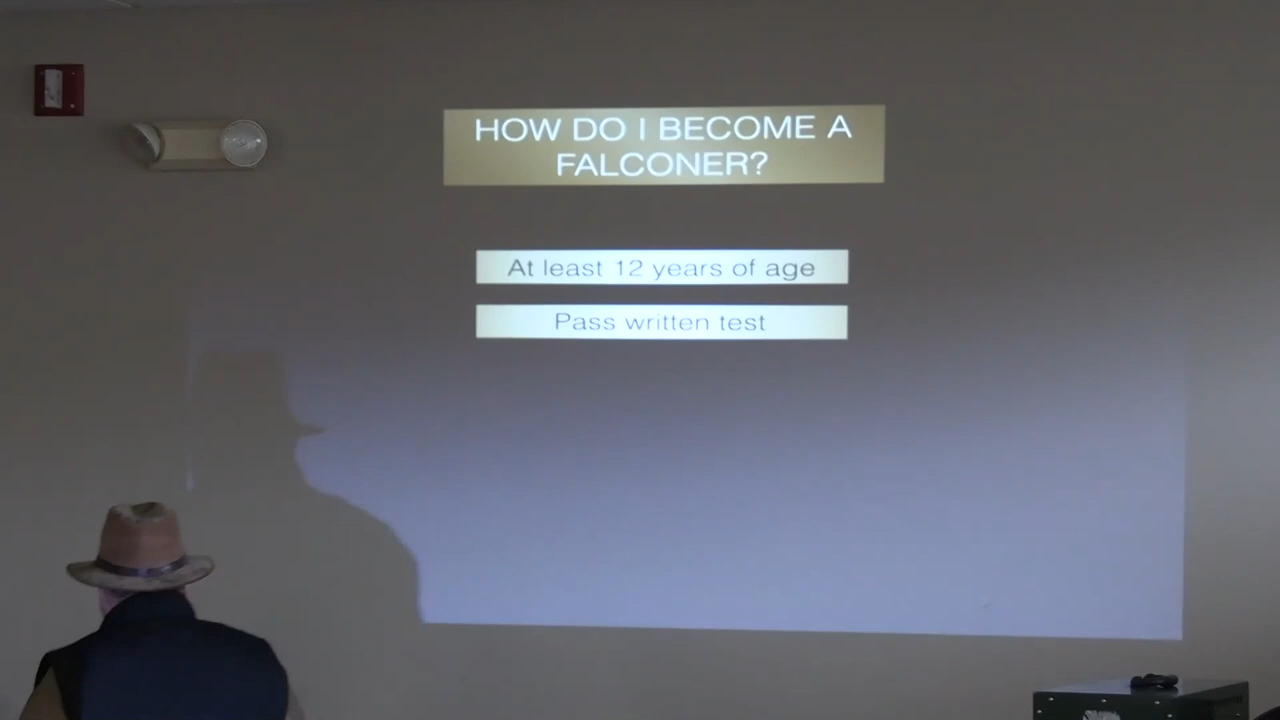 HOW DO I BECOME A
FALCONER?
At least 12 years of age
Pass written test